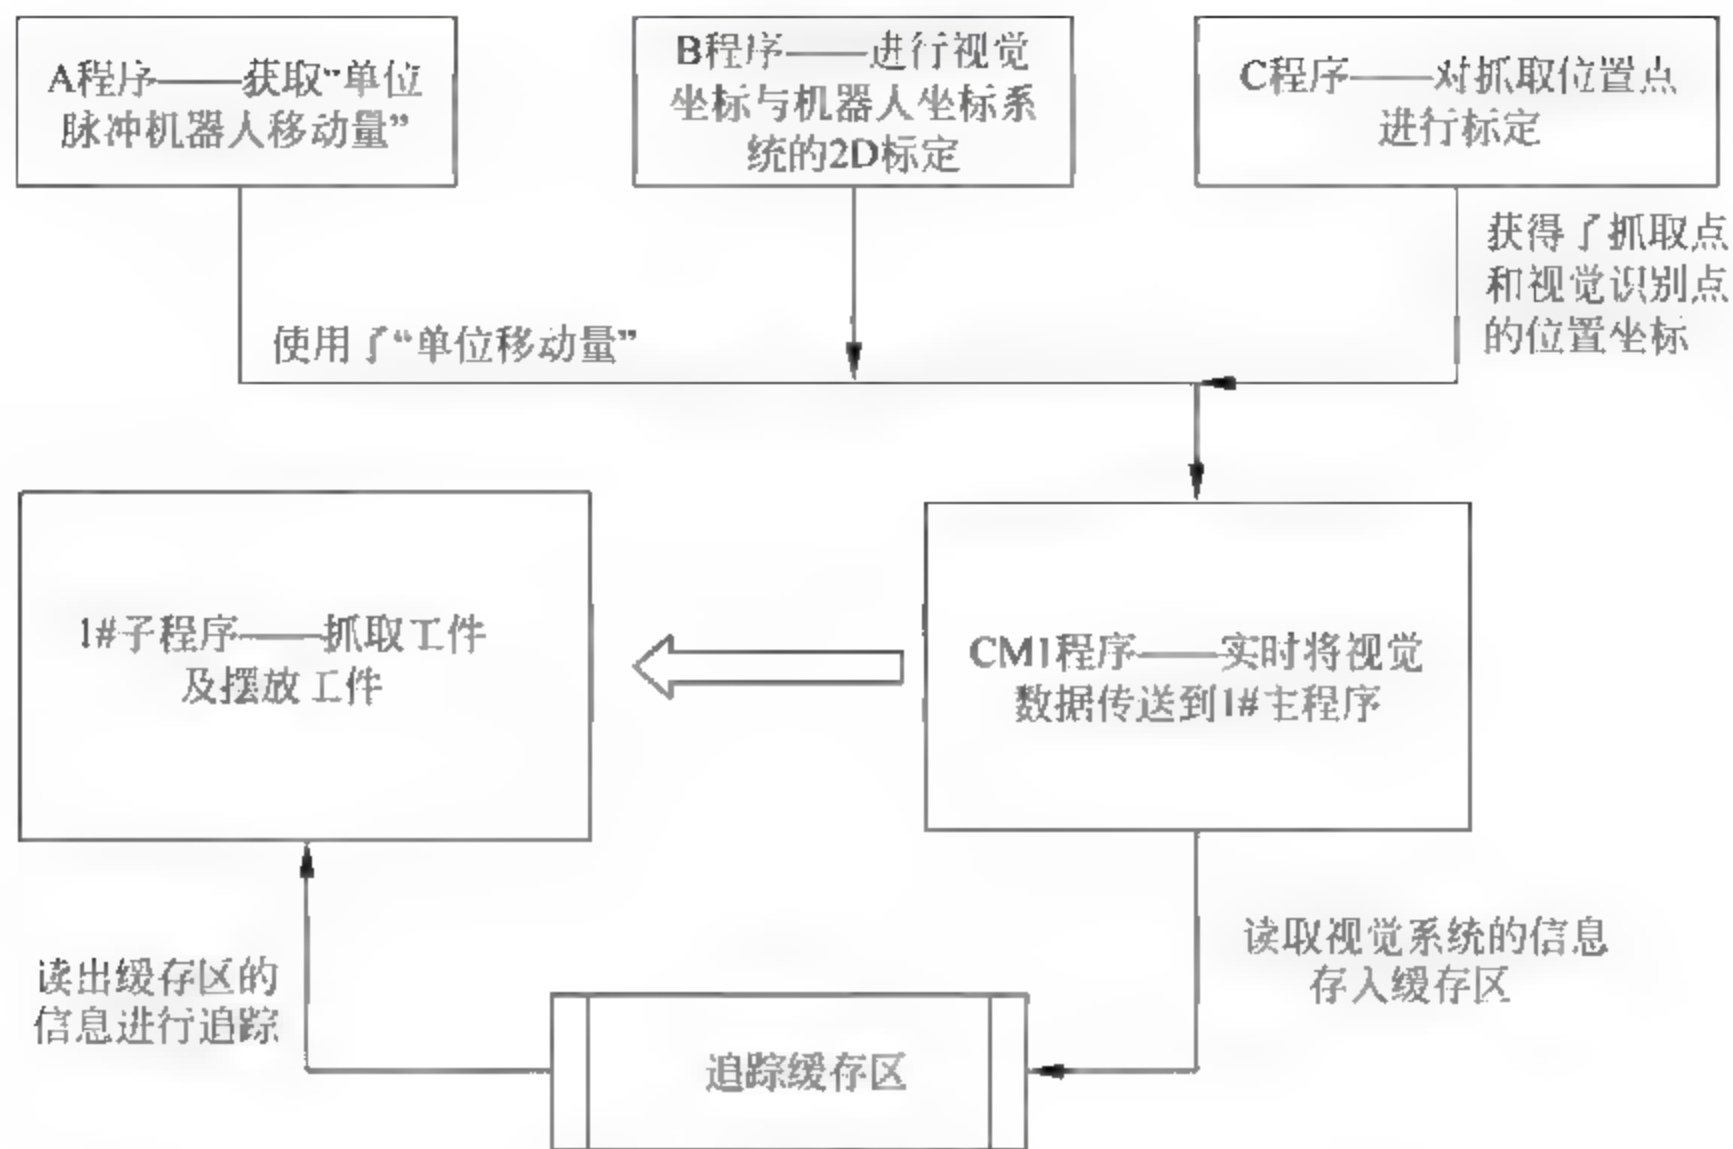 A程序——获取“单位
脉冲机器人移动量”
B程序——进行视觉
坐标与机器人坐标系
统的2D标定
C程序——对抓取位置点
进行标定
获得了抓取点
和视觉识别点
的位置坐标
使用了“单位移动量”
1#子程序——抓取工件
及摆放工件
CM1程序——实时将视觉
数据传送到1#主程序
读取视觉系统的信息
存入缓存区
读出缓存区的
信息进行追踪
追踪缓存区